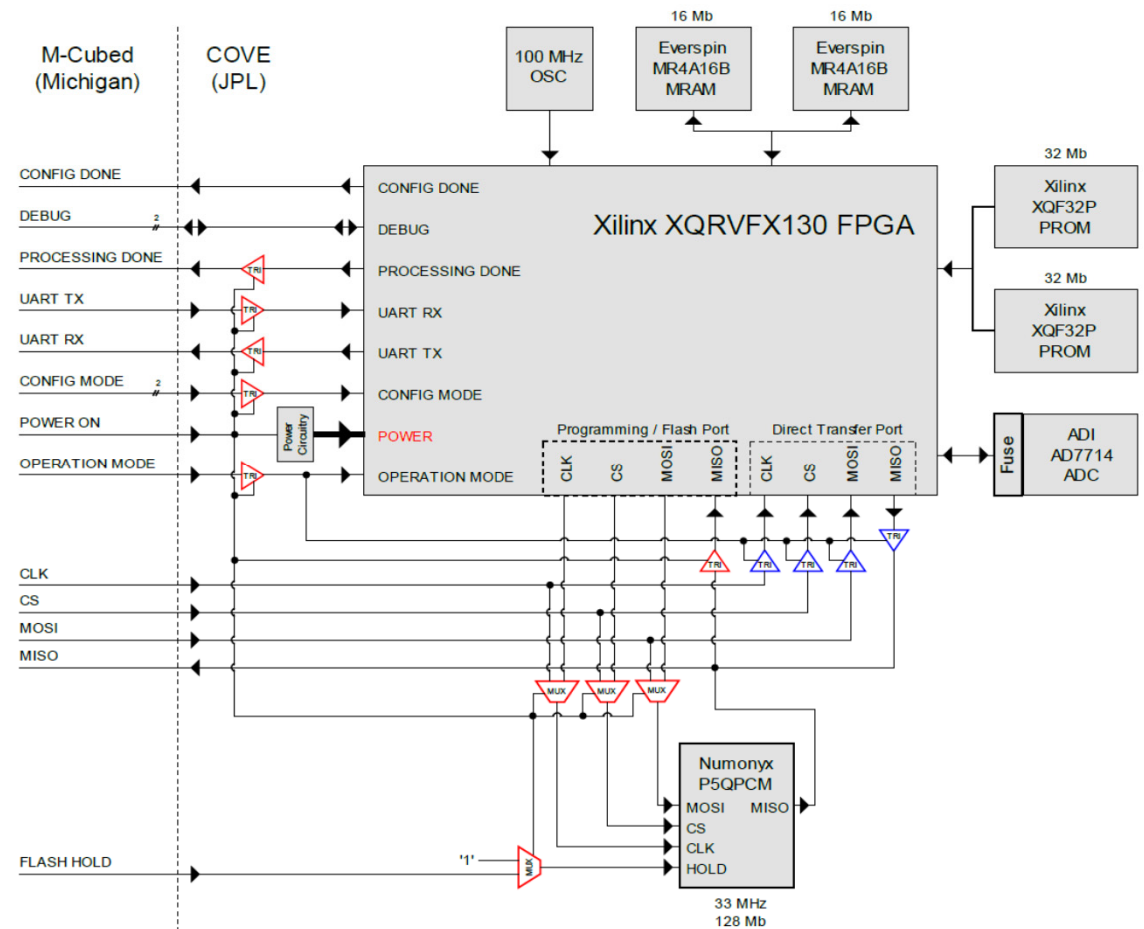 M-Cubed
(Michigan)
COVE
(JPL)
100 MHz
OSC
16 Mb
Everspin
MR4A16B
MRAM
16 Mb
Everspin
MR4A16B
MRAM
32 Mb
Xilinx
XQF32P
PROM
32 Mb
Xilinx
XQF32P
PROM
Fuse
ADI
AD7714
ADC
Xilinx XQRVFX130 FPGA
CONFIG DONE
CONFIG DONE
DEBUG
2
DEBUG
PROCESSING DONE
TRI
PROCESSING DONE
UART TX
TRI
UART RX
UART RX
TRI
UART TX
CONFIG MODE
2
TRI
CONFIG MODE
POWER ON
Power
Circuitry
POWER
OPERATION MODE
TRI
OPERATION MODE
Programming / Flash Port
CLK
CS
MOSI
MISO
Direct Transfer Port
CLK
CS
MOSI
MISO
TRI
TRI
TRI
TRI
TRI
CLK
CS
MOSI
MISO
MUX
MUX
MUX
Numonyx
P5QPCM
MOSI
MISO
CS
CLK
HOLD
33 MHz
128 Mb
FLASH HOLD
'1'
MUX